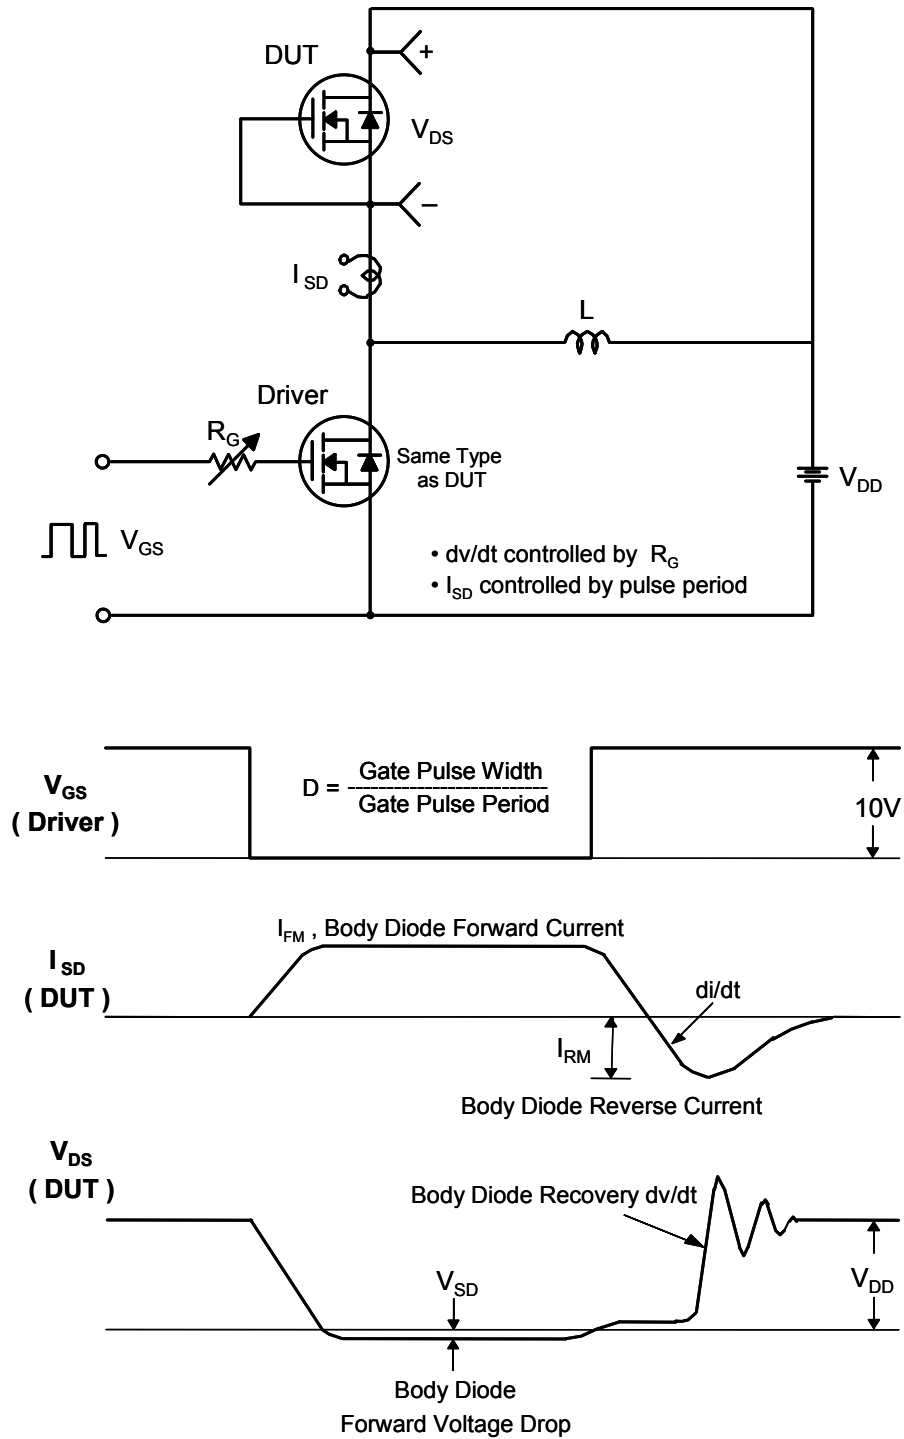 DUT
+
V_DS
–
I_SD
L
Driver
R_G
Same Type
as DUT
V_DD
V_GS
• dv/dt controlled by R_G
• I_SD controlled by pulse period
V_GS
( Driver )
D = Gate Pulse Width
--------------------------
Gate Pulse Period
10V
I_FM , Body Diode Forward Current
I_SD
( DUT )
di/dt
I_RM
Body Diode Reverse Current
V_DS
( DUT )
Body Diode Recovery dv/dt
V_SD
V_DD
Body Diode
Forward Voltage Drop